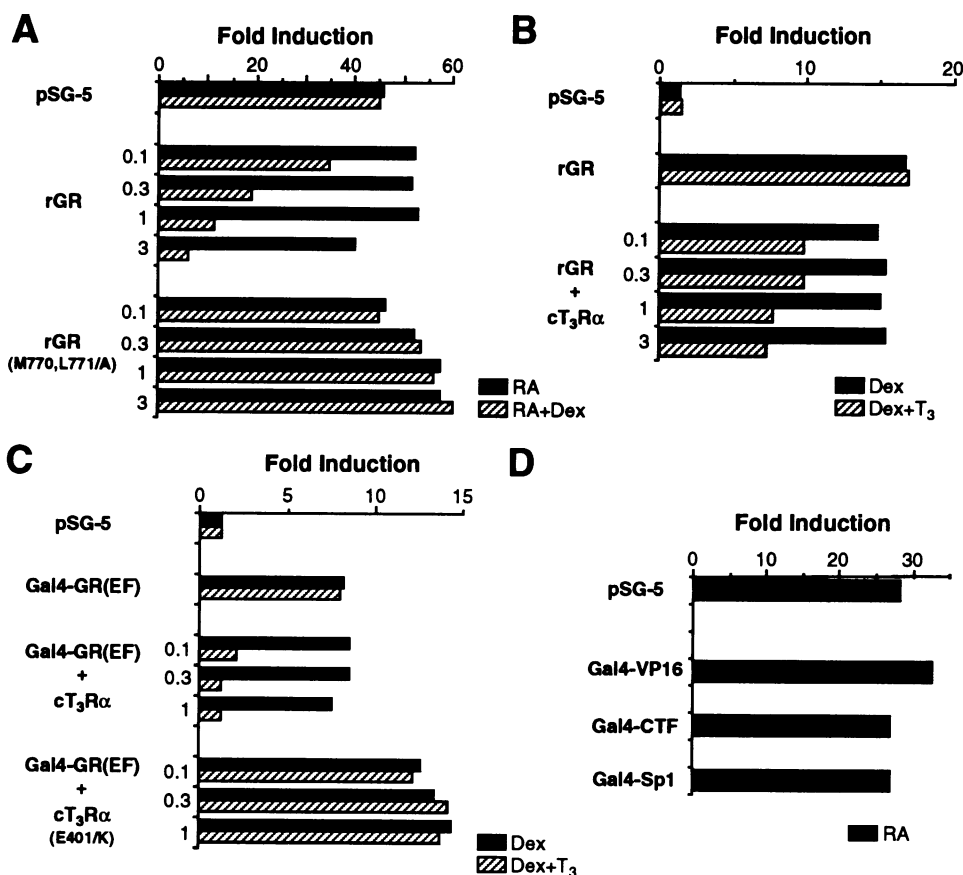 A
Fold Induction
0 20 40 60
pSG-5
rGR
0.1
0.3
1
3
rGR
(M770,L771/A)
0.1
0.3
1
3
RA
RA+Dex
B
Fold Induction
0 10 20
pSG-5
rGR
rGR
+
cT₃Rα
0.1
0.3
1
3
Dex
Dex+T₃
C
Fold Induction
0 5 10 15
pSG-5
Gal4-GR(EF)
Gal4-GR(EF)
+
cT₃Rα
0.1
0.3
1
Gal4-GR(EF)
+
cT₃Rα
(E401/K)
0.1
0.3
1
Dex
Dex+T₃
D
Fold Induction
0 10 20 30
pSG-5
Gal4-VP16
Gal4-CTF
Gal4-Sp1
RA